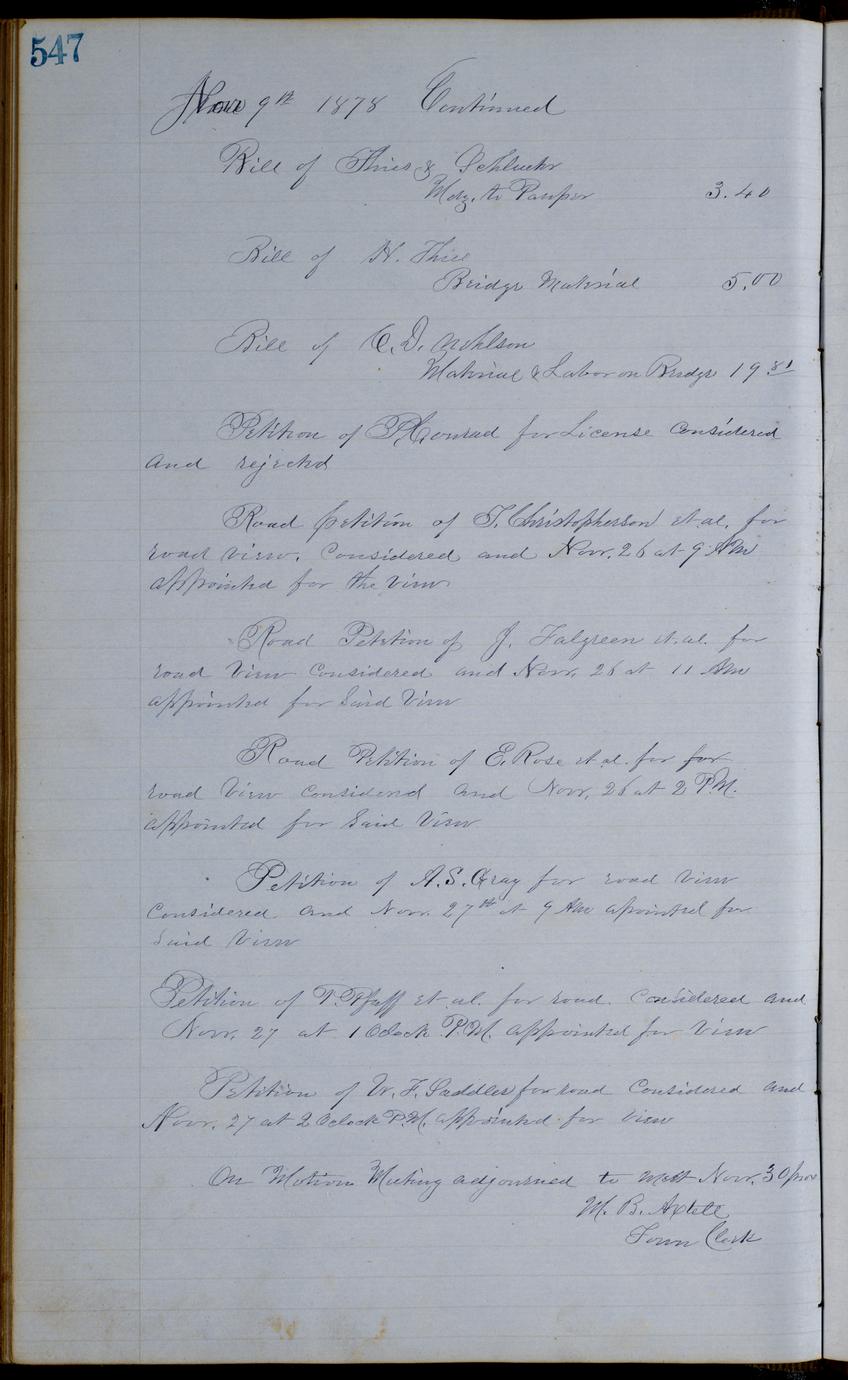 547
Nov 9th 1878 Continued
Bill of Thies & Schlucter
Mdz. to Pauper 3.40
Bill of H. Thiel
Bridge Material 5.00
Bill of C. D. Nehlson
Material & Labor on Bridge 19 81
Petition of P Conrad for License Considered
and rejected
Road petition of T. Christopherson et al. for
road view. Considered and Nov. 26 at 9 AM
appointed for the view
Road Petition of J. Falgreen et. al. for
road View Considered and Nov. 26 at 11 Am
appointed for Said View
Road Petition of E. Rose et al. for for
road View Considered and Nov. 26 at 2 P.M.
appointed for Said View
Petition of A. S. Gray for road View
Considered and Nov. 27th at 9 Am apointed for
Said View
Petition of P. Pfaff et al. for road. Considered and
Nov. 27 at 1 Oclock P.M. appointed for View
Petition of W. F. Saddler for road Considered and
Nov. 27 at 2 Oclock P.M. appointed for View
On Motion Meeting adjourned to meet Nov. 30
M. B. Axtell
Town Clerk